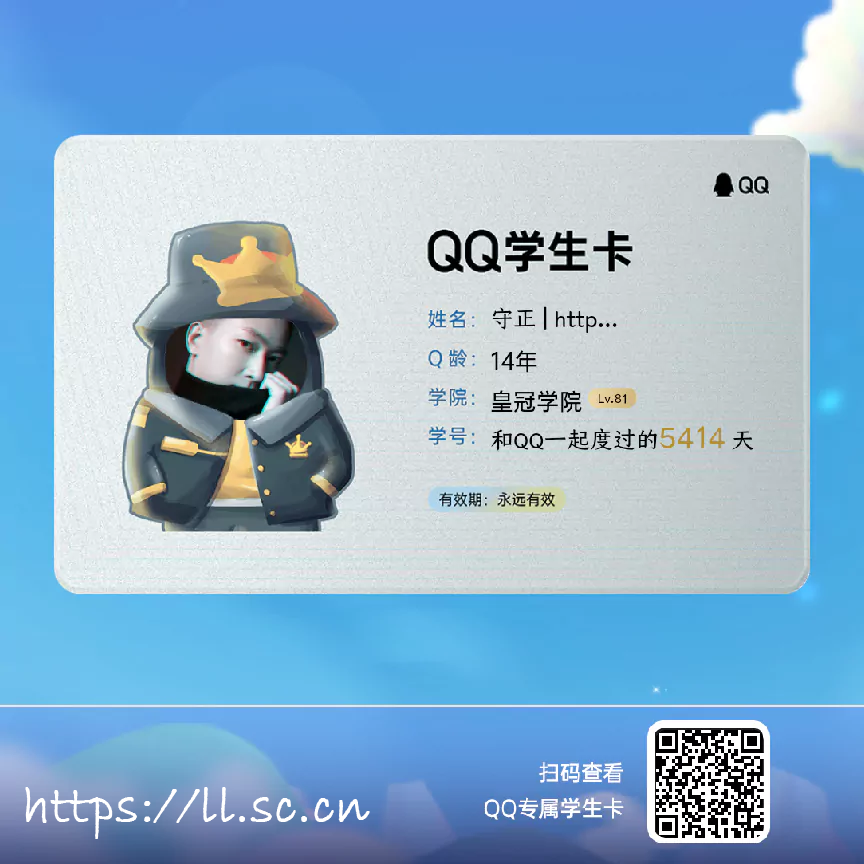 QQ
QQ学生卡
姓名： 守正 | http...
Q龄： 14年
学院： 皇冠学院 Lv.81
学号： 和QQ一起度过的5414 天
有效期：永远有效
扫码查看
QQ专属学生卡
https://ll.sc.cn